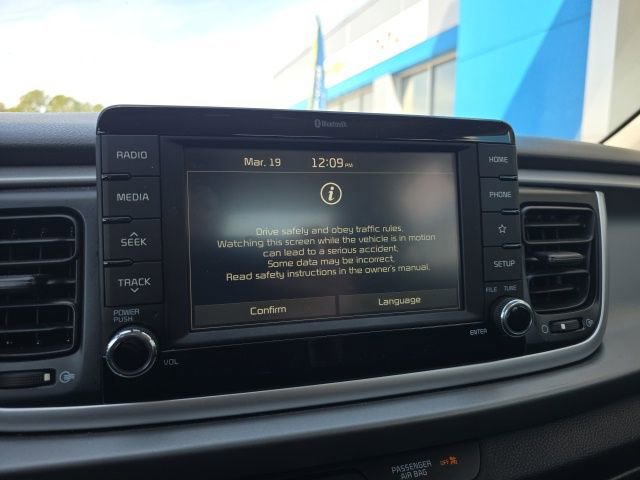 Bluetooth
RADIO
MEDIA
SEEK
TRACK
POWER
PUSH
VOL
Mar. 19 12:09 PM
i
Drive safely and obey traffic rules.
Watching this screen while the vehicle is in motion
can lead to a serious accident.
Some data may be incorrect.
Read safety instructions in the owner's manual.
Confirm
Language
HOME
PHONE
SETUP
FILE TUNE
ENTER
PASSENGER
AIR BAG
OFF